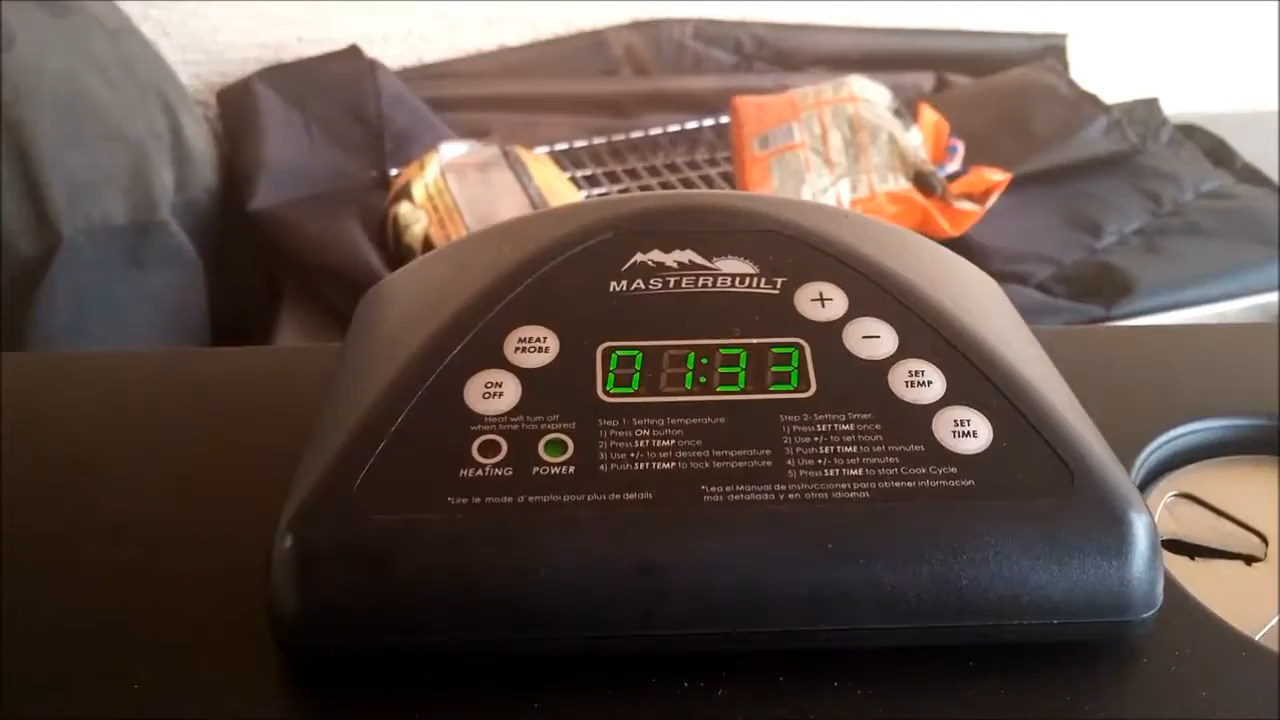 MASTERBUILT
+
−
MEAT
PROBE
ON
OFF
01:33
SET
TEMP
SET
TIME
Heat will turn off
when time has expired
HEATING
POWER
Step 1- Setting Temperature:
1) Press ON button
2) Press SET TEMP once
3) Use +/- to set desired temperature
4) Push SET TEMP to lock temperature
Step 2- Setting Timer:
1) Press SET TIME once
2) Use +/- to set hours
3) Push SET TIME to set minutes
4) Use +/- to set minutes
5) Press SET TIME to start Cook Cycle
*Lire le mode d'emploi pour plus de détails
*Lea el Manual de instrucciones para obtener información
más detallada y en otros idiomas